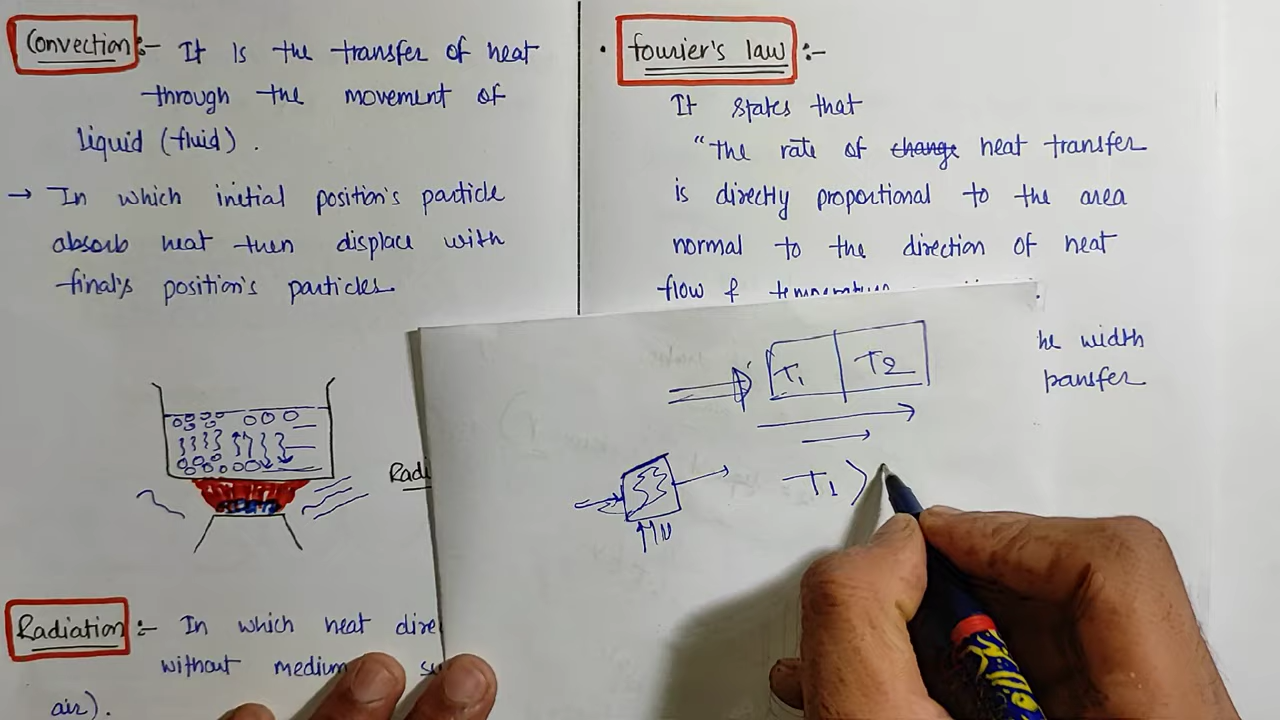 Convection :- It is the transfer of heat
through the movement of
liquid (fluid) .
→ In which inetial position's particle
absorb heat then displace with
final's position's particles.
Radi
Radiation :- In which heat dire
without medium
air).
• Fourier's law :-
It states that
"the rate of change heat transfer
is directly proportional to the area
normal to the direction of heat
flow & temperature
he width
ransfer
T1 T2
T1 >